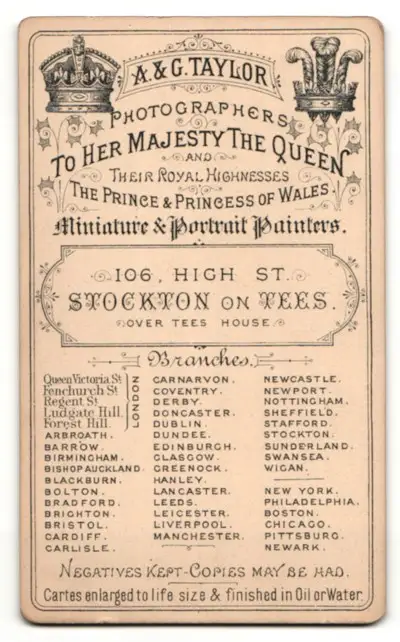 A. & G. TAYLOR
PHOTOGRAPHERS
TO HER MAJESTY THE QUEEN
AND
THEIR ROYAL HIGHNESSES
THE PRINCE & PRINCESS OF WALES.
Miniature & Portrait Painters.
106, HIGH ST.
STOCKTON ON TEES.
OVER TEES HOUSE
Branches.
Queen Victoria St.
Fenchurch St.
Regent St.
Ludgate Hill.
Forest Hill.
LONDON
ARBROATH.
BARROW.
BIRMINGHAM.
BISHOP AUCKLAND.
BLACKBURN.
BOLTON.
BRADFORD.
BRIGHTON.
BRISTOL.
CARDIFF.
CARLISLE.
CARNARVON.
COVENTRY.
DERBY.
DONCASTER.
DUBLIN.
DUNDEE.
EDINBURGH.
GLASGOW.
GREENOCK.
HANLEY.
LANCASTER.
LEEDS.
LEICESTER.
LIVERPOOL.
MANCHESTER.
NEWCASTLE.
NEWPORT.
NOTTINGHAM.
SHEFFIELD.
STAFFORD.
STOCKTON.
SUNDERLAND.
SWANSEA.
WIGAN.
NEW YORK.
PHILADELPHIA.
BOSTON.
CHICAGO.
PITTSBURG.
NEWARK.
NEGATIVES KEPT-COPIES MAY BE HAD.
Cartes enlarged to life size & finished in Oil or Water.